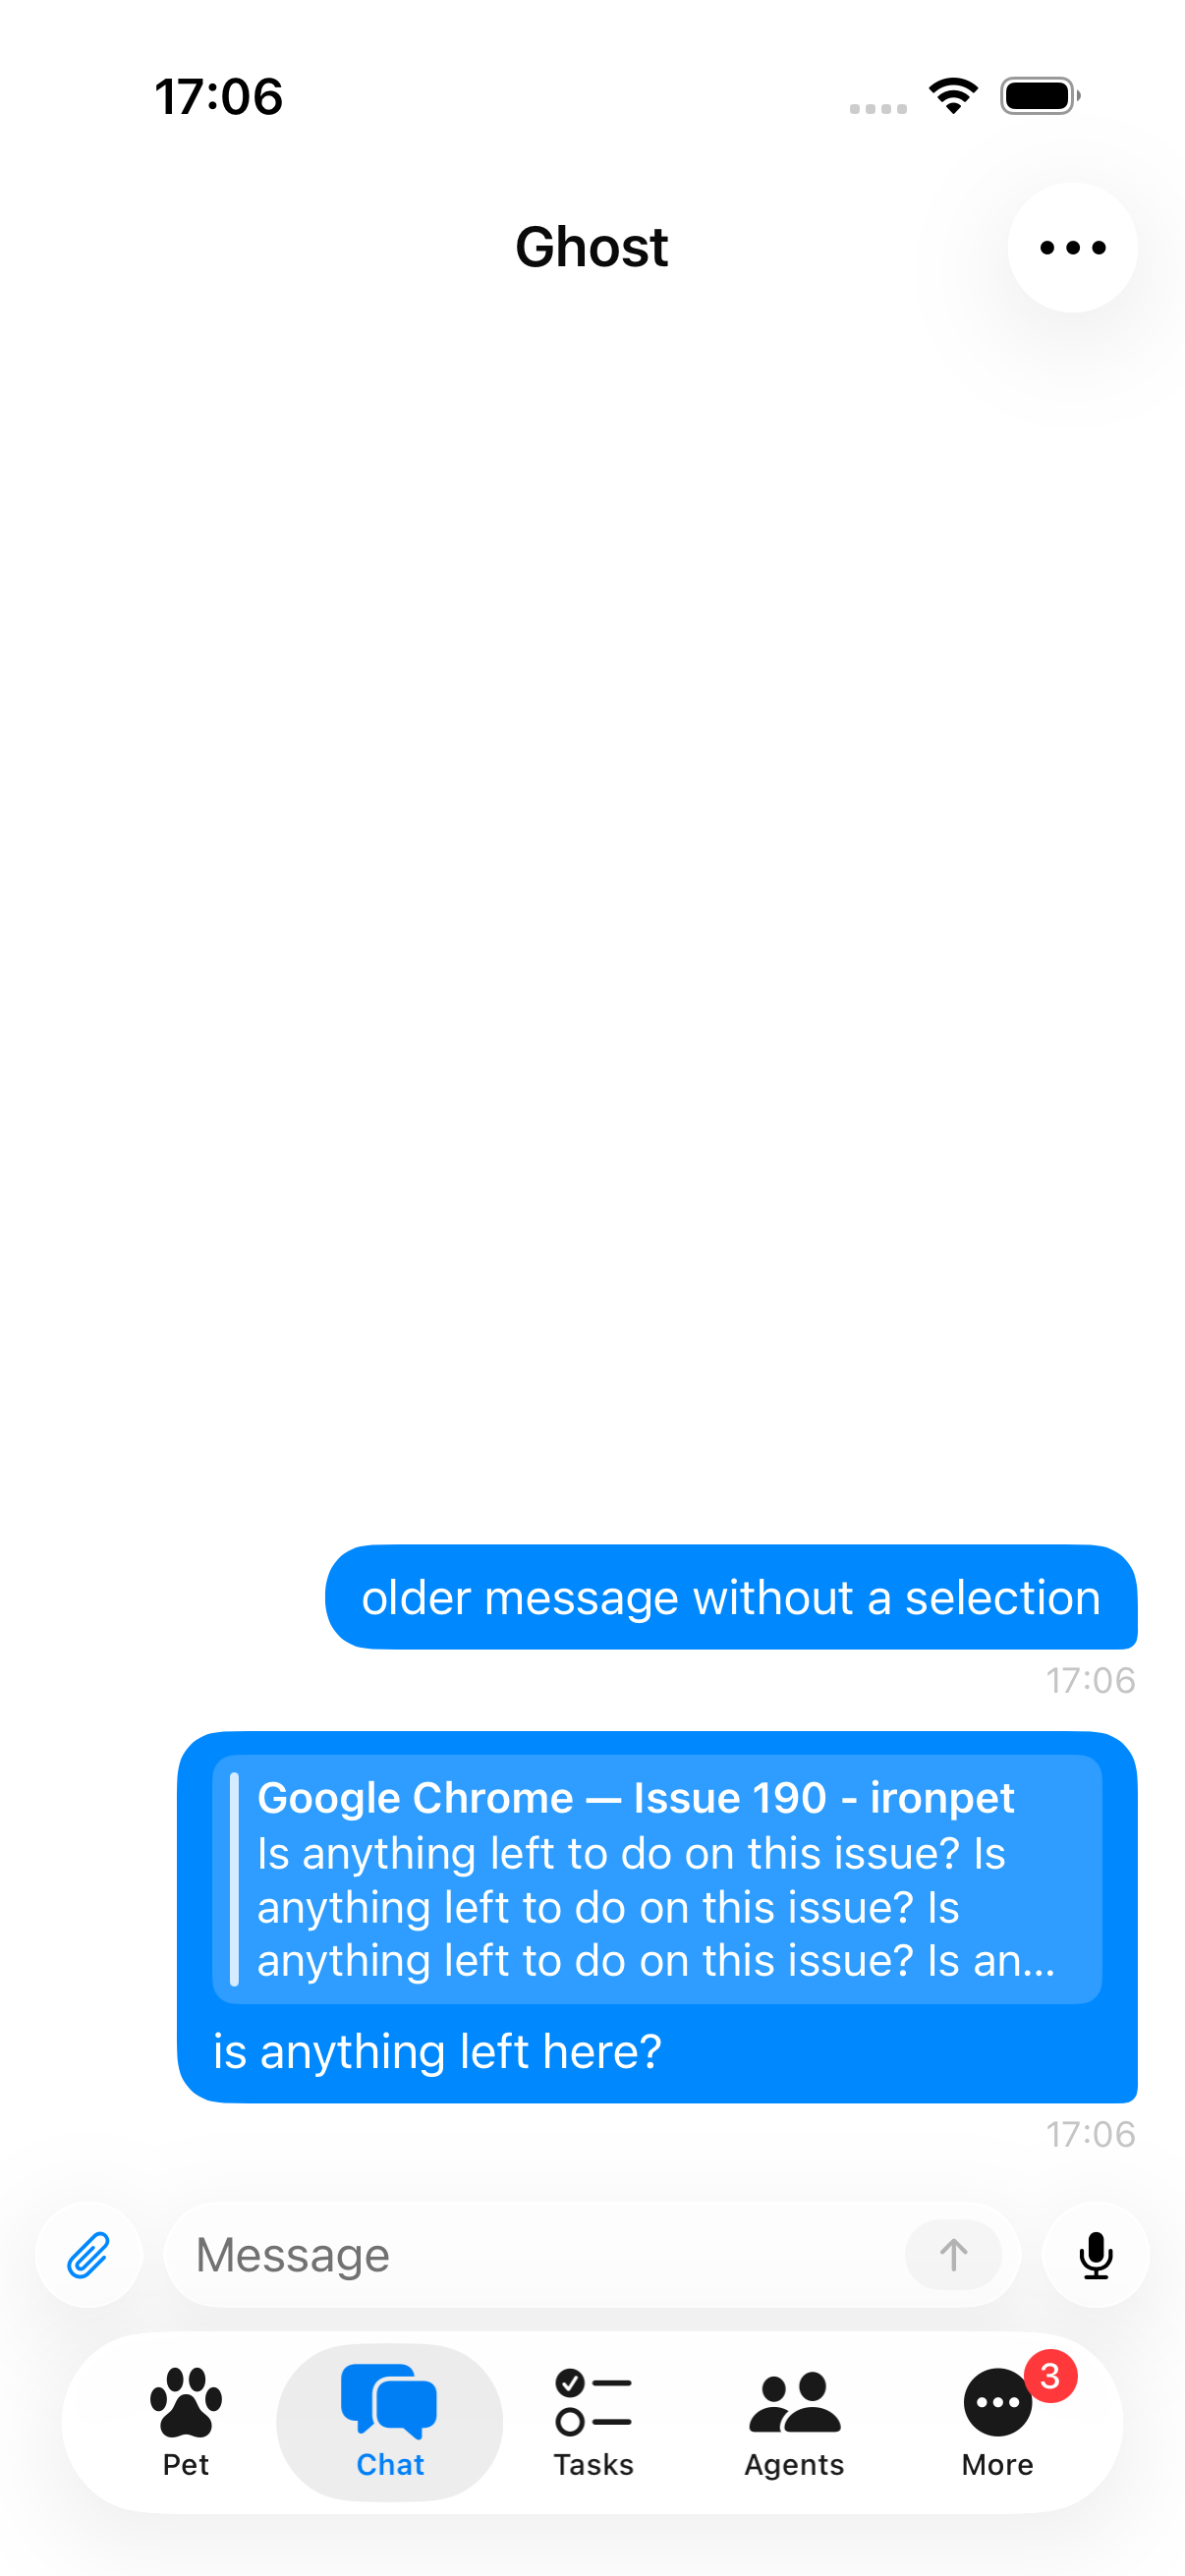 17:06
Ghost
older message without a selection
17:06
Google Chrome — Issue 190 - ironpet
Is anything left to do on this issue? Is
anything left to do on this issue? Is
anything left to do on this issue? Is an...
is anything left here?
17:06
Message
3
Pet
Chat
Tasks
Agents
More